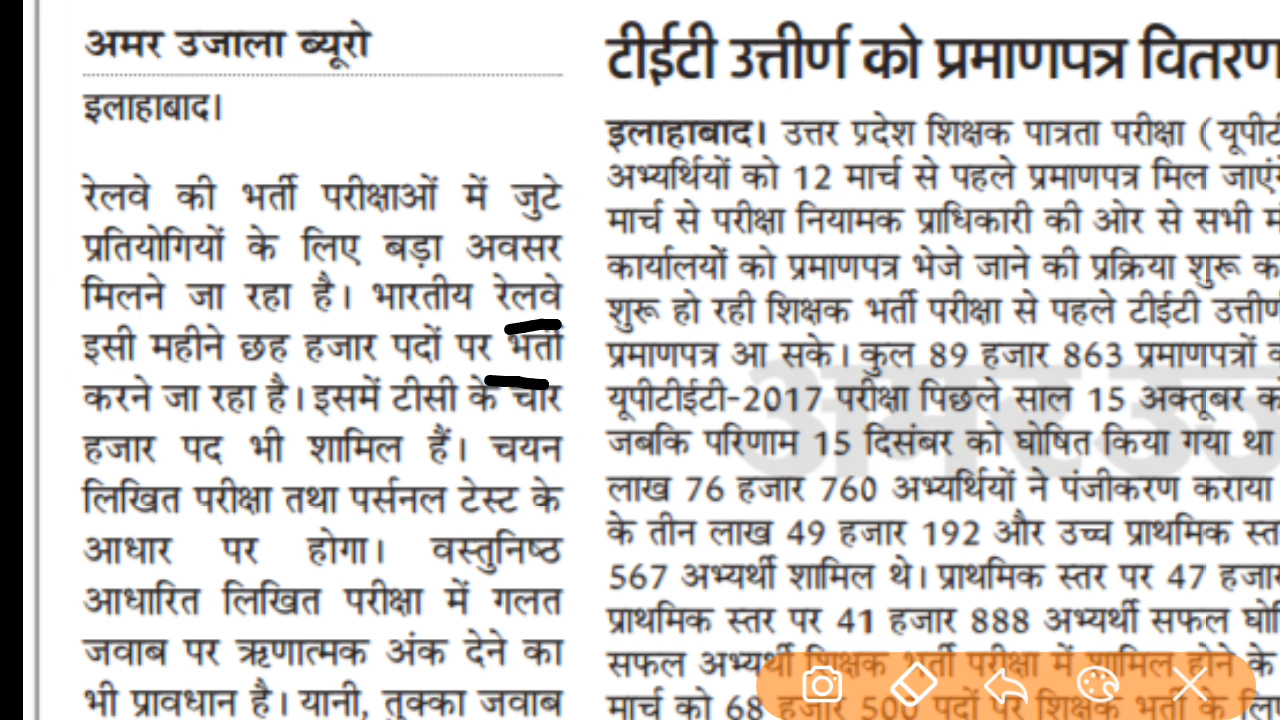 अमर उजाला ब्यूरो
इलाहाबाद।
रेलवे की भर्ती परीक्षाओं में जुटे
प्रतियोगियों के लिए बड़ा अवसर
मिलने जा रहा है। भारतीय रेलवे
इसी महीने छह हजार पदों पर भर्ती
करने जा रहा है। इसमें टीसी के चार
हजार पद भी शामिल हैं। चयन
लिखित परीक्षा तथा पर्सनल टेस्ट के
आधार पर होगा। वस्तुनिष्ठ
आधारित लिखित परीक्षा में गलत
जवाब पर ऋणात्मक अंक देने का
भी प्रावधान है। यानी, तुक्का जवाब
टीईटी उत्तीर्ण को प्रमाणपत्र वितरण
इलाहाबाद। उत्तर प्रदेश शिक्षक पात्रता परीक्षा (यूपीटी
अभ्यर्थियों को 12 मार्च से पहले प्रमाणपत्र मिल जाएंगे
मार्च से परीक्षा नियामक प्राधिकारी की ओर से सभी
कार्यालयों को प्रमाणपत्र भेजे जाने की प्रक्रिया शुरू
शुरू हो रही शिक्षक भर्ती परीक्षा से पहले टीईटी उत्तीर्ण
प्रमाणपत्र आ सके। कुल 89 हजार 863 प्रमाणपत्रों
यूपीटीईटी-2017 परीक्षा पिछले साल 15 अक्तूबर को
जबकि परिणाम 15 दिसंबर को घोषित किया गया था
लाख 76 हजार 760 अभ्यर्थियों ने पंजीकरण कराया
के तीन लाख 49 हजार 192 और उच्च प्राथमिक स्त
567 अभ्यर्थी शामिल थे। प्राथमिक स्तर पर 47 हजार
प्राथमिक स्तर पर 41 हजार 888 अभ्यर्थी सफल घो
सफल अभ्यर्थी शिक्षक भर्ती परीक्षा में शामिल होने के
मार्च को 68 हजार 500 पदों पर शिक्षक भर्ती के